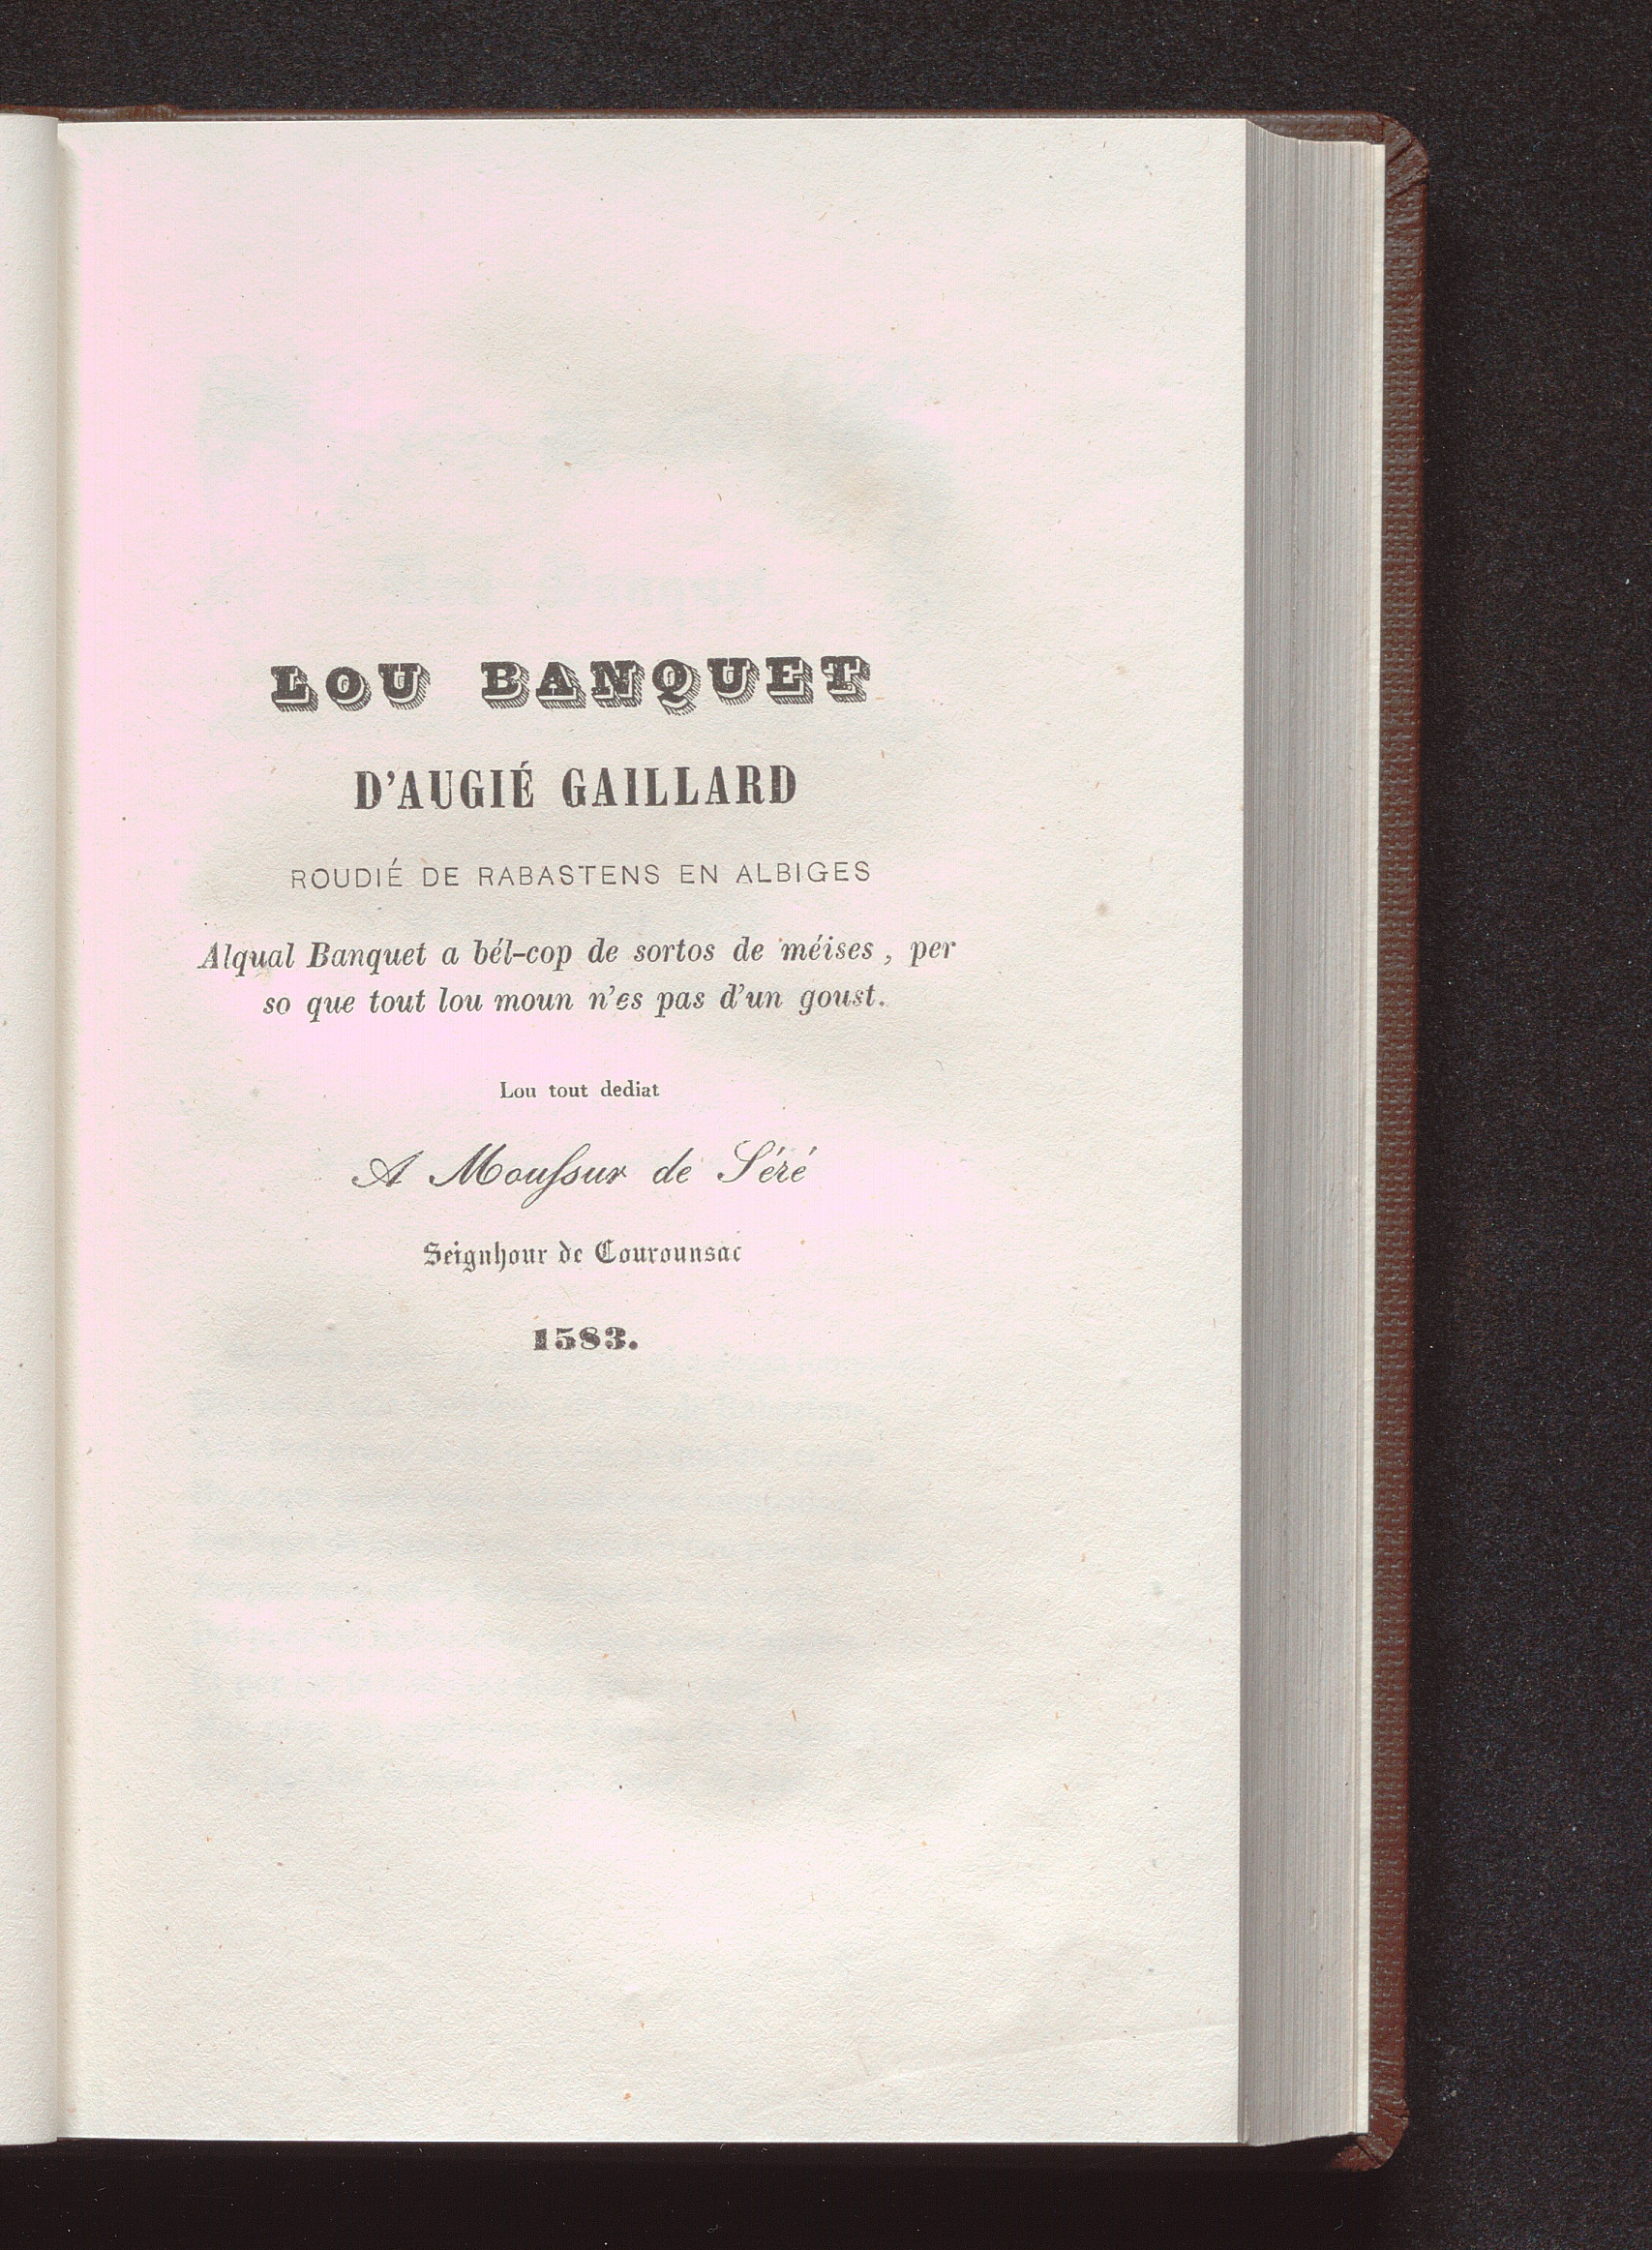 LOU BANQUET
D'AUGIÉ GAILLARD
ROUDIÉ DE RABASTENS EN ALBIGES
Alqual Banquet a bél-cop de sortos de méises, per
so que tout lou moun n'es pas d'un goust.
Lou tout dediat
A Mouſsur de Séré
Seignhour de Courounsac
1583.